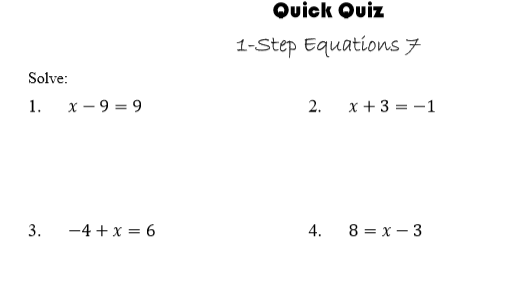 Quick Quiz
1-Step Equations 7
Solve:
1. x − 9 = 9 2. x + 3 = −1
3. −4 + x = 6 4. 8 = x − 3